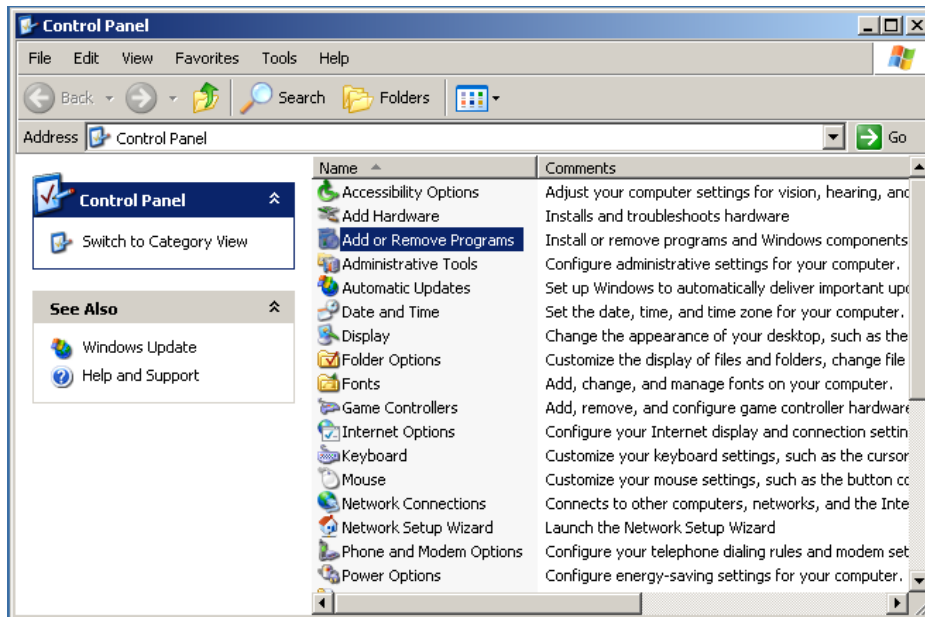 Control Panel
File Edit View Favorites Tools Help
Back Search Folders
Address Control Panel Go
Control Panel
Switch to Category View
See Also
Windows Update
Help and Support
Name Comments
Accessibility Options Adjust your computer settings for vision, hearing, and
Add Hardware Installs and troubleshoots hardware
Add or Remove Programs Install or remove programs and Windows components
Administrative Tools Configure administrative settings for your computer.
Automatic Updates Set up Windows to automatically deliver important upd
Date and Time Set the date, time, and time zone for your computer.
Display Change the appearance of your desktop, such as the
Folder Options Customize the display of files and folders, change file
Fonts Add, change, and manage fonts on your computer.
Game Controllers Add, remove, and configure game controller hardware
Internet Options Configure your Internet display and connection settin
Keyboard Customize your keyboard settings, such as the cursor
Mouse Customize your mouse settings, such as the button co
Network Connections Connects to other computers, networks, and the Inte
Network Setup Wizard Launch the Network Setup Wizard
Phone and Modem Options Configure your telephone dialing rules and modem set
Power Options Configure energy-saving settings for your computer.